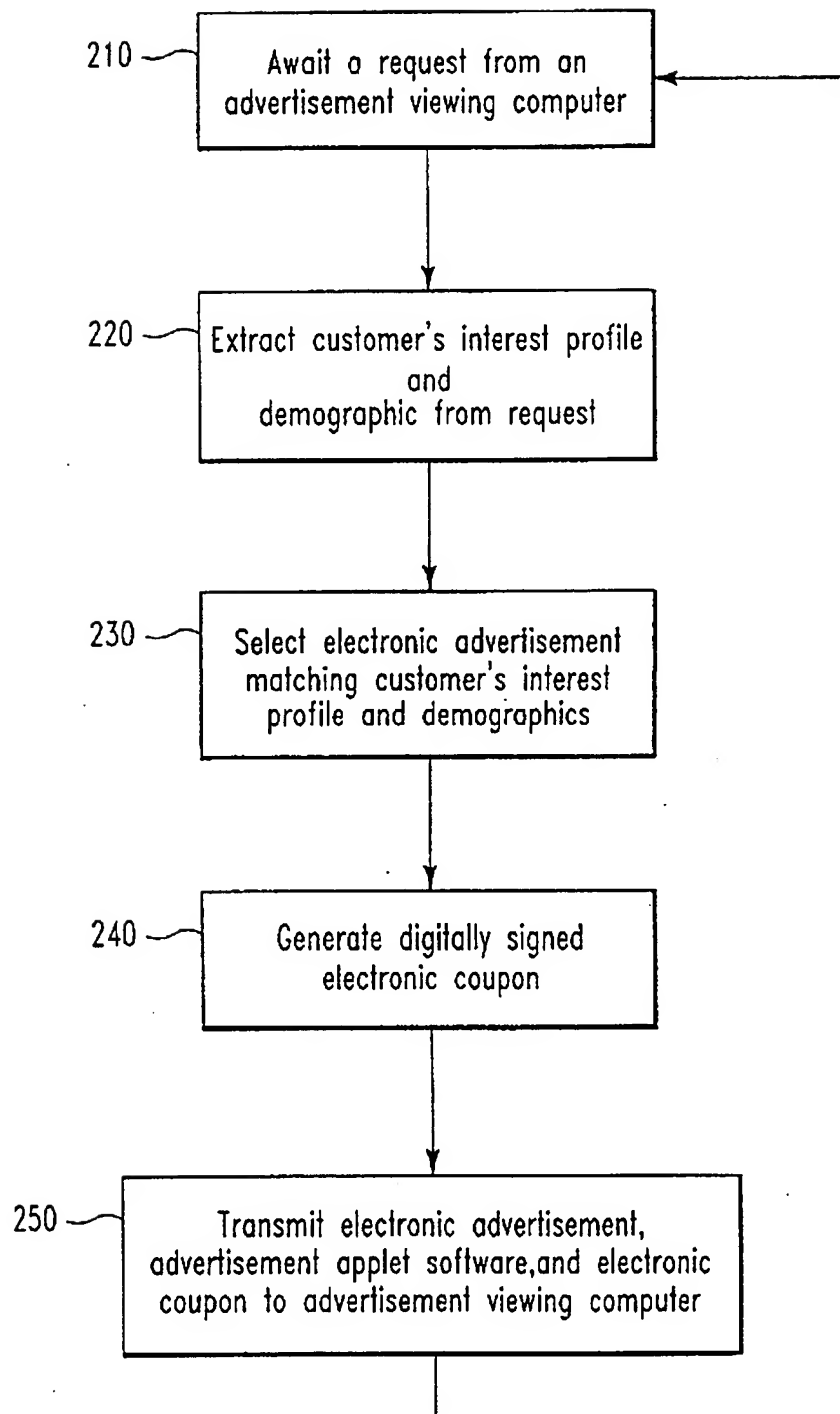 210
Await a request from an
advertisement viewing computer
220
Extract customer's interest profile
and
demographic from request
230
Select electronic advertisement
matching customer's interest
profile and demographics
240
Generate digitally signed
electronic coupon
250
Transmit electronic advertisement,
advertisement applet software,and electronic
coupon to advertisement viewing computer